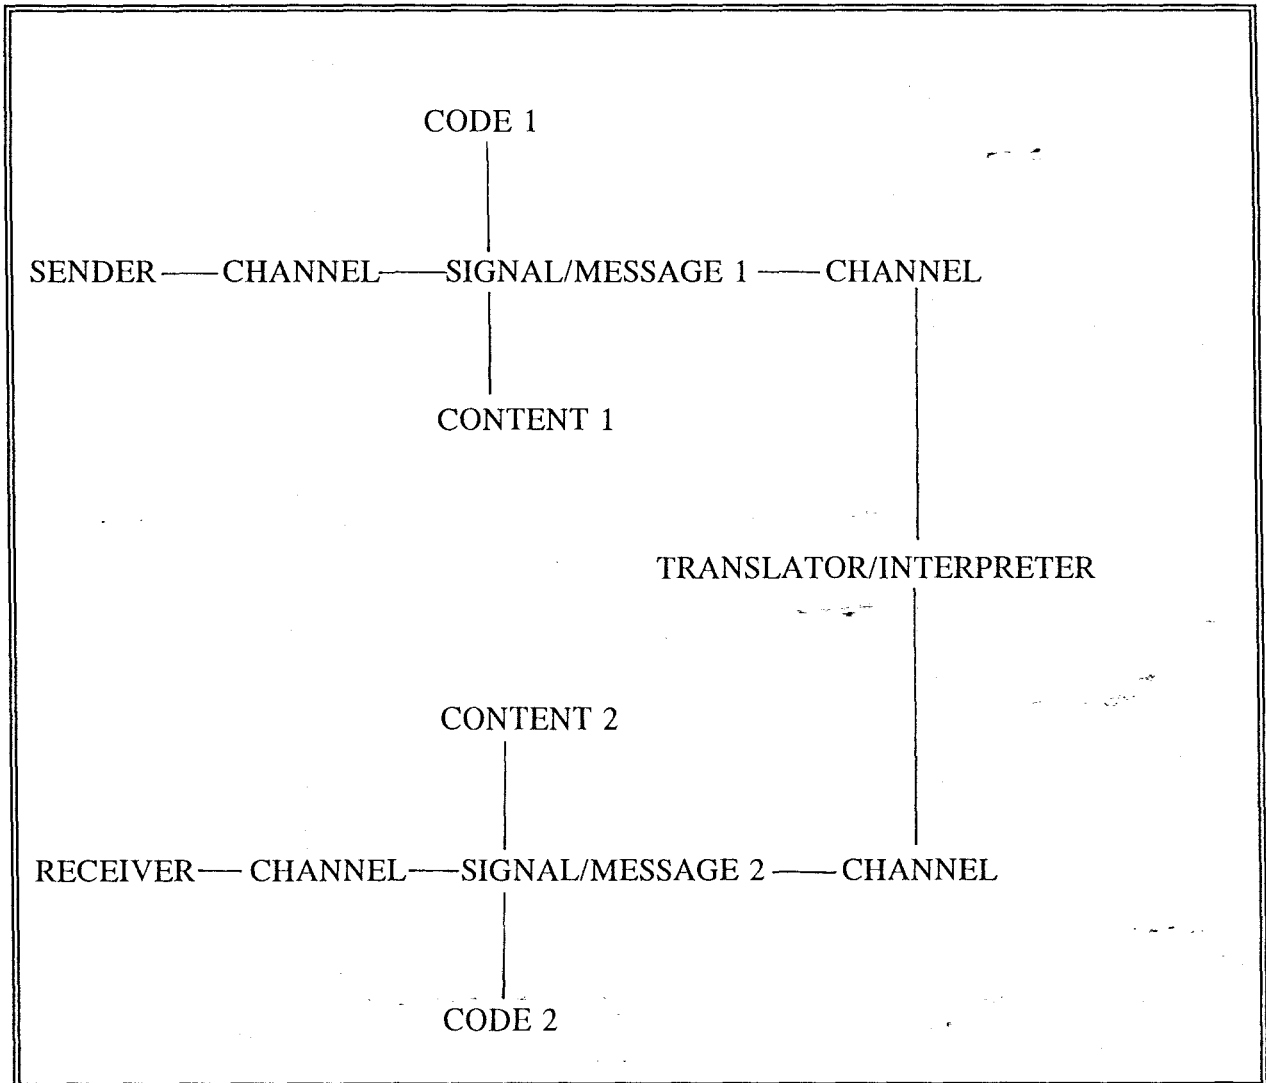 CODE 1
SENDER CHANNEL SIGNAL/MESSAGE 1 CHANNEL
CONTENT 1
TRANSLATOR/INTERPRETER
CONTENT 2
RECEIVER CHANNEL SIGNAL/MESSAGE 2 CHANNEL
CODE 2